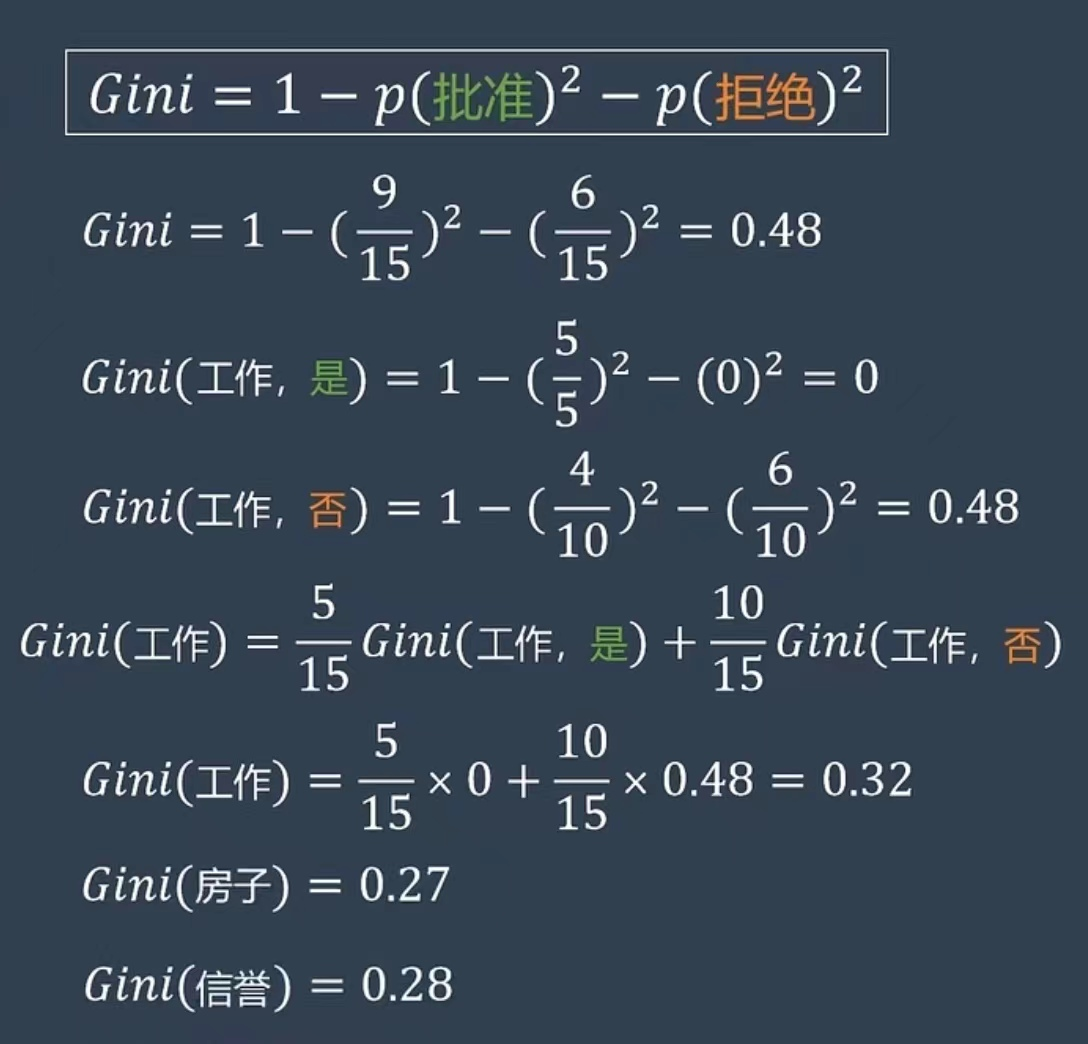 Gini = 1 − p(批准)² − p(拒绝)²
Gini = 1 − (9/15)² − (6/15)² = 0.48
Gini(工作, 是) = 1 − (5/5)² − (0)² = 0
Gini(工作, 否) = 1 − (4/10)² − (6/10)² = 0.48
Gini(工作) = 5/15 Gini(工作, 是) + 10/15 Gini(工作, 否)
Gini(工作) = 5/15 × 0 + 10/15 × 0.48 = 0.32
Gini(房子) = 0.27
Gini(信誉) = 0.28